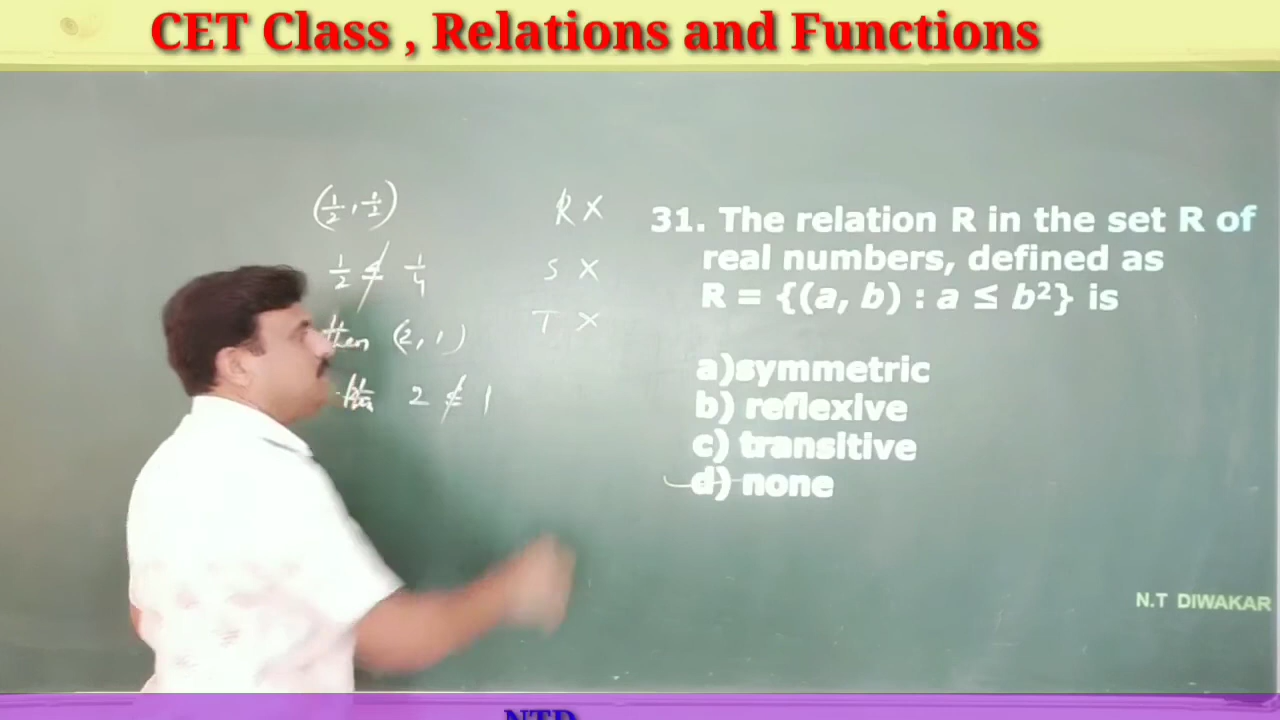 CET Class , Relations and Functions
(1/2, 1/2)
1/2 ≰ 1/4
then (2, 1)
2 ≰ 1
R X
S X
T X
31. The relation R in the set R of
real numbers, defined as
R = {(a, b) : a ≤ b²} is
a)symmetric
b) reflexive
c) transitive
d) none
N.T DIWAKAR
NTD